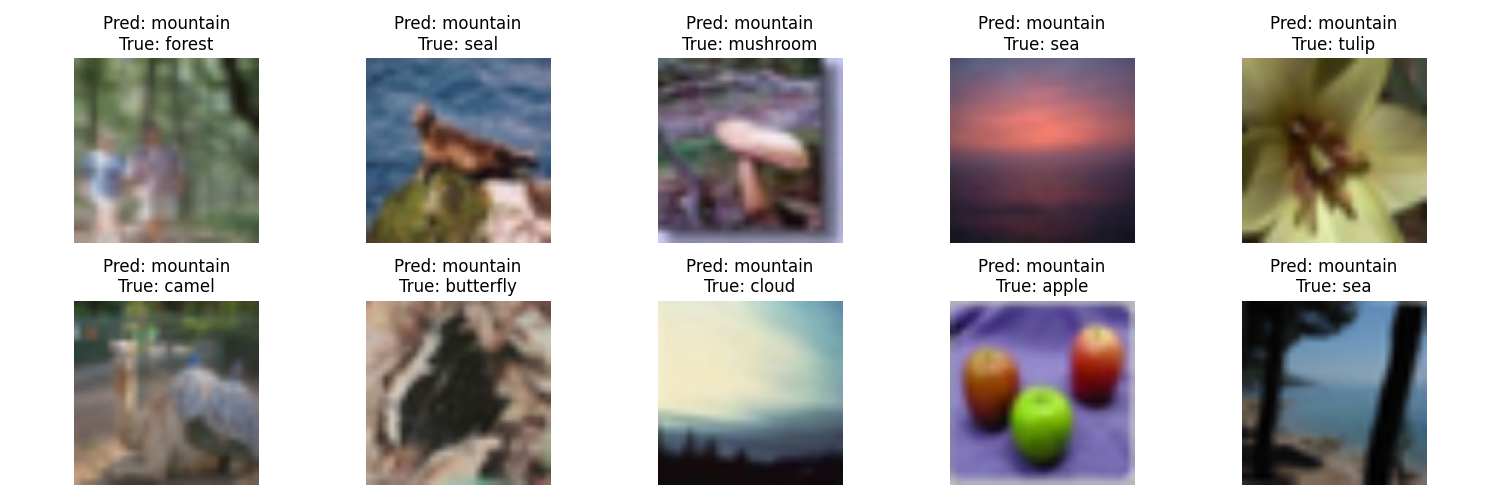 Pred: mountain
True: forest
Pred: mountain
True: seal
Pred: mountain
True: mushroom
Pred: mountain
True: sea
Pred: mountain
True: tulip
Pred: mountain
True: camel
Pred: mountain
True: butterfly
Pred: mountain
True: cloud
Pred: mountain
True: apple
Pred: mountain
True: sea